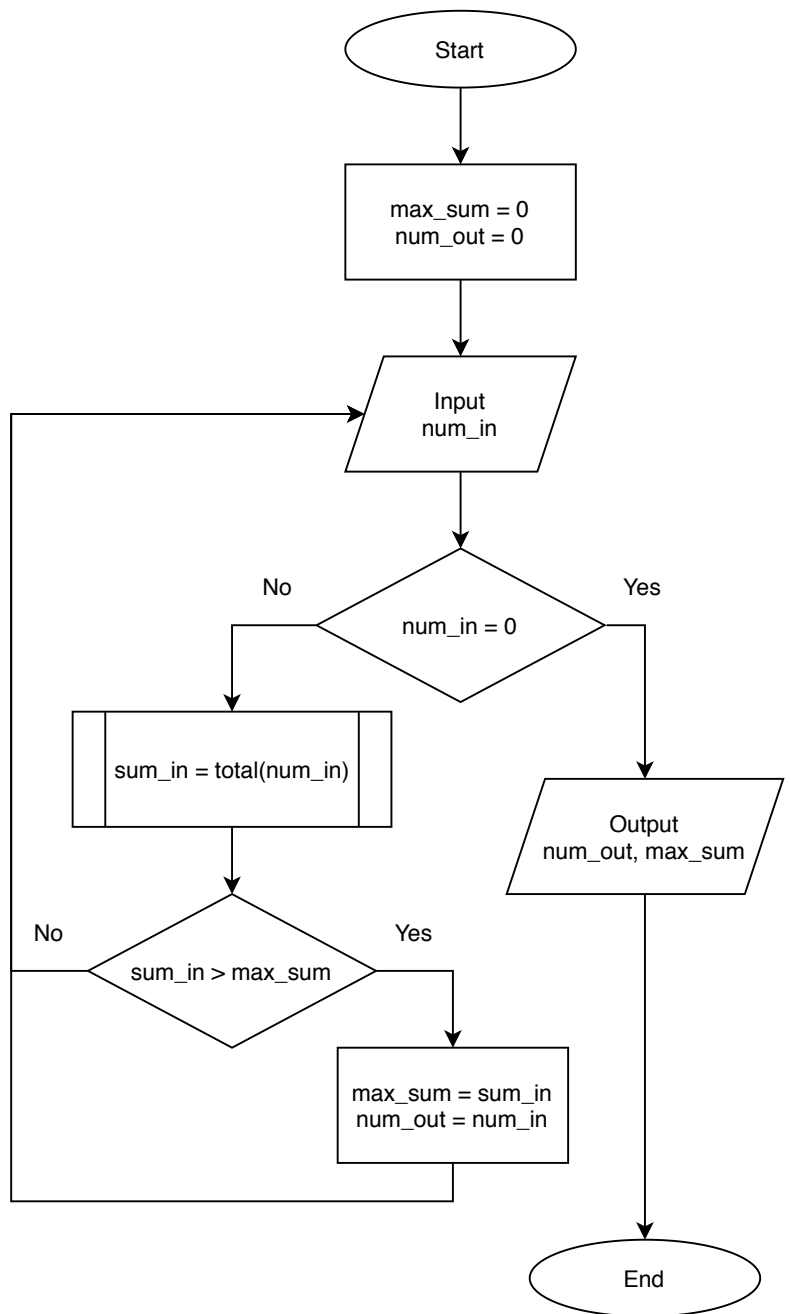 Start
max_sum = 0
num_out = 0
Input
num_in
num_in = 0
No
Yes
sum_in = total(num_in)
Output
num_out, max_sum
sum_in > max_sum
No
Yes
max_sum = sum_in
num_out = num_in
End